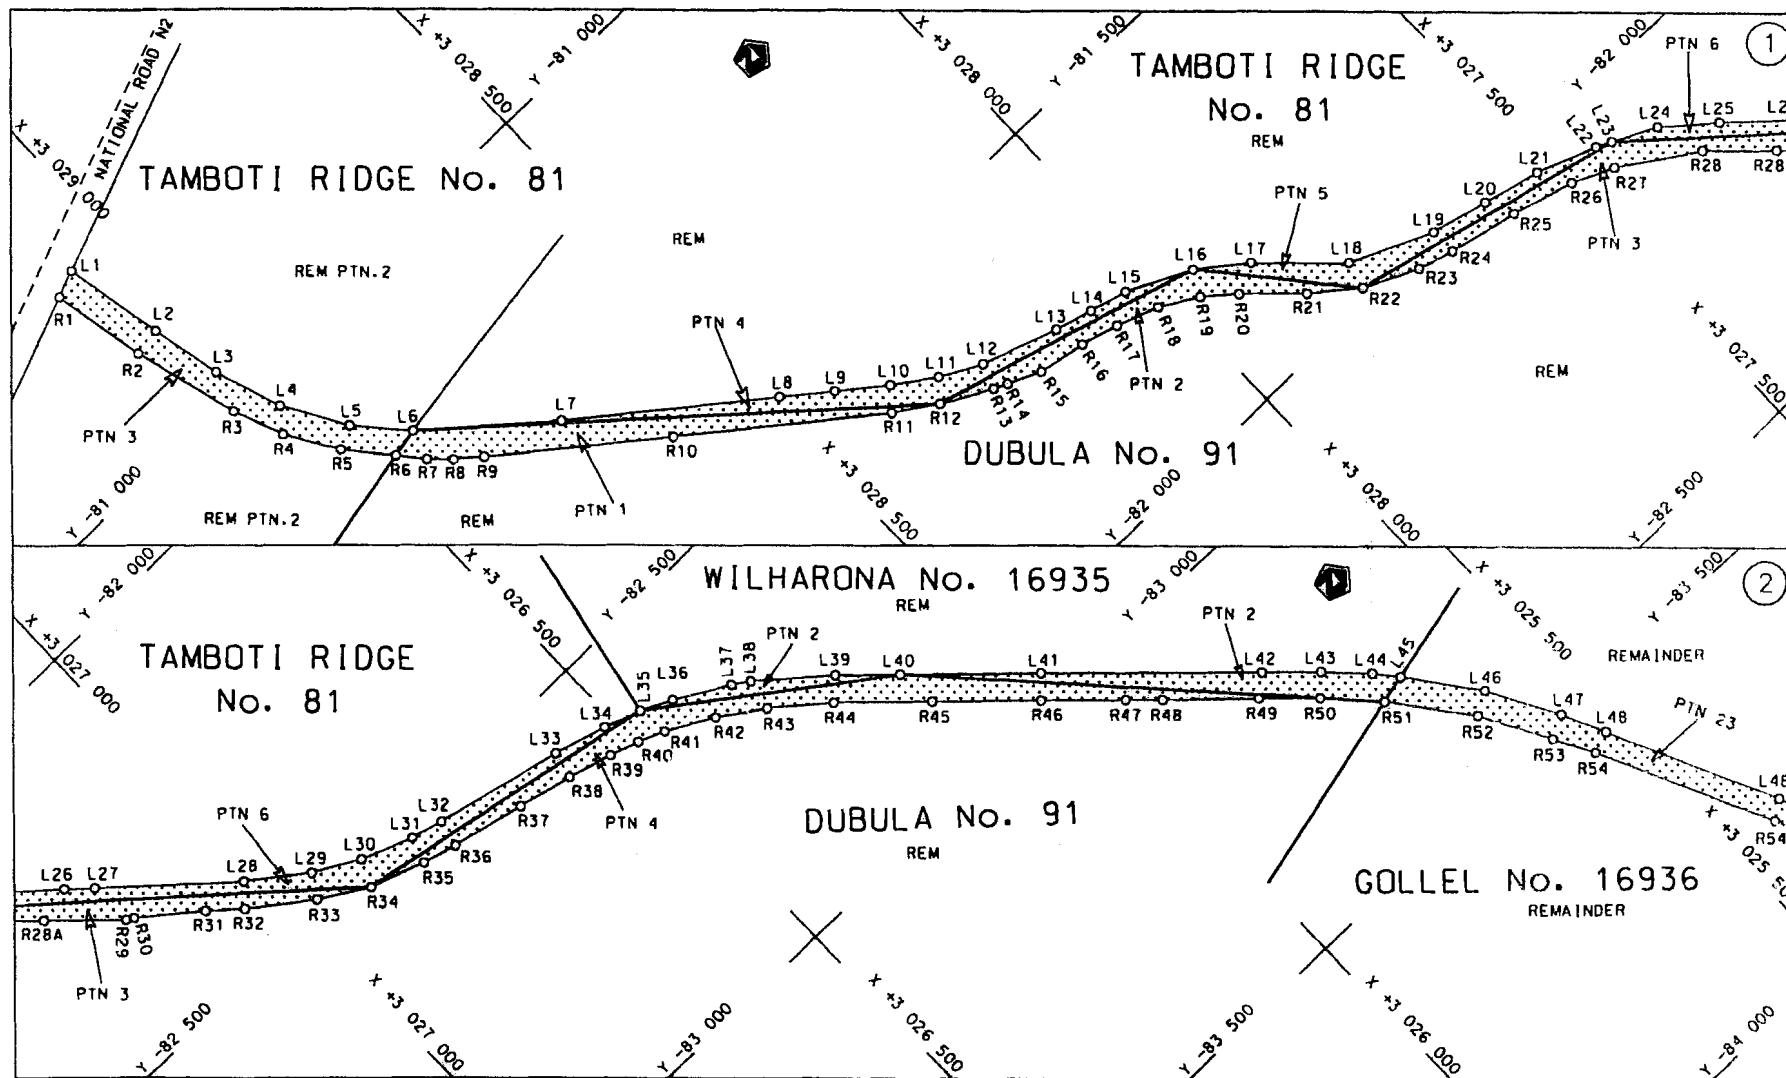 NATIONAL ROAD N2
X +3 029 000
X +3 028 500
Y -81 000
X +3 028 000
Y -81 500
X +3 027 500
Y -82 000
PTN 6
1
TAMBOTI RIDGE
No. 81
REM
TAMBOTI RIDGE No. 81
REM PTN.2
REM
L1
L2
L3
L4
L5
L6
L7
L8
L9
L10
L11
L12
L13
L14
L15
L16
L17
L18
L19
L20
L21
L22
L23
L24
L25
PTN 4
PTN 5
PTN 3
PTN 2
R1
R2
R3
R4
R5
R6
R7
R8
R9
R10
R11
R12
R13
R14
R15
R16
R17
R18
R19
R20
R21
R22
R23
R24
R25
R26
R27
R28
R28
PTN 3
PTN 1
REM
DUBULA No. 91
REM PTN.2
REM
Y -81 000
X +3 028 500
Y -82 000
X +3 028 000
Y -82 500
X +3 027 500
Y -82 000
X +3 027 000
X +3 026 500
Y -82 500
WILHARONA No. 16935
REM
Y -83 000
X +3 025 500
Y -83 500
2
TAMBOTI RIDGE
No. 81
PTN 2
PTN 2
REMAINDER
L26
L27
L28
L29
L30
L31
L32
L33
L34
L35
L36
L37
L38
L39
L40
L41
L42
L43
L44
L45
L46
L47
L48
L48
PTN 6
PTN 4
PTN 23
R28A
R29
R30
R31
R32
R33
R34
R35
R36
R37
R38
R39
R40
R41
R42
R43
R44
R45
R46
R47
R48
R49
R50
R51
R52
R53
R54
R54
PTN 3
DUBULA No. 91
REM
GOLLEL No. 16936
REMAINDER
Y -82 500
X +3 027 000
Y -83 000
X +3 026 500
Y -83 500
X +3 026 000
Y -84 000